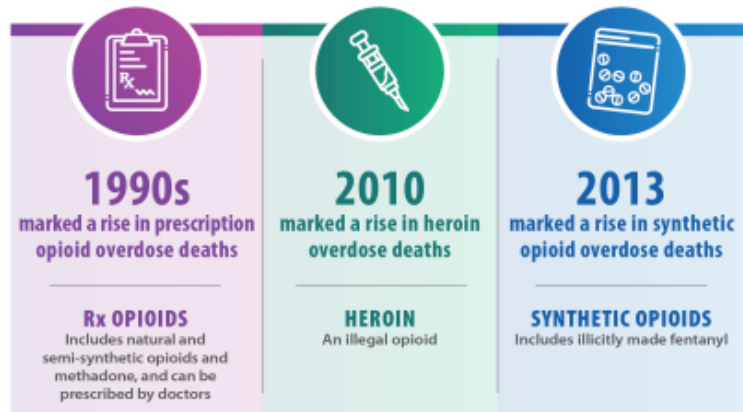 Rx
1990s
marked a rise in prescription
opioid overdose deaths
Rx OPIOIDS
Includes natural and
semi-synthetic opioids and
methadone, and can be
prescribed by doctors
2010
marked a rise in heroin
overdose deaths
HEROIN
An illegal opioid
2013
marked a rise in synthetic
opioid overdose deaths
SYNTHETIC OPIOIDS
Includes illicitly made fentanyl